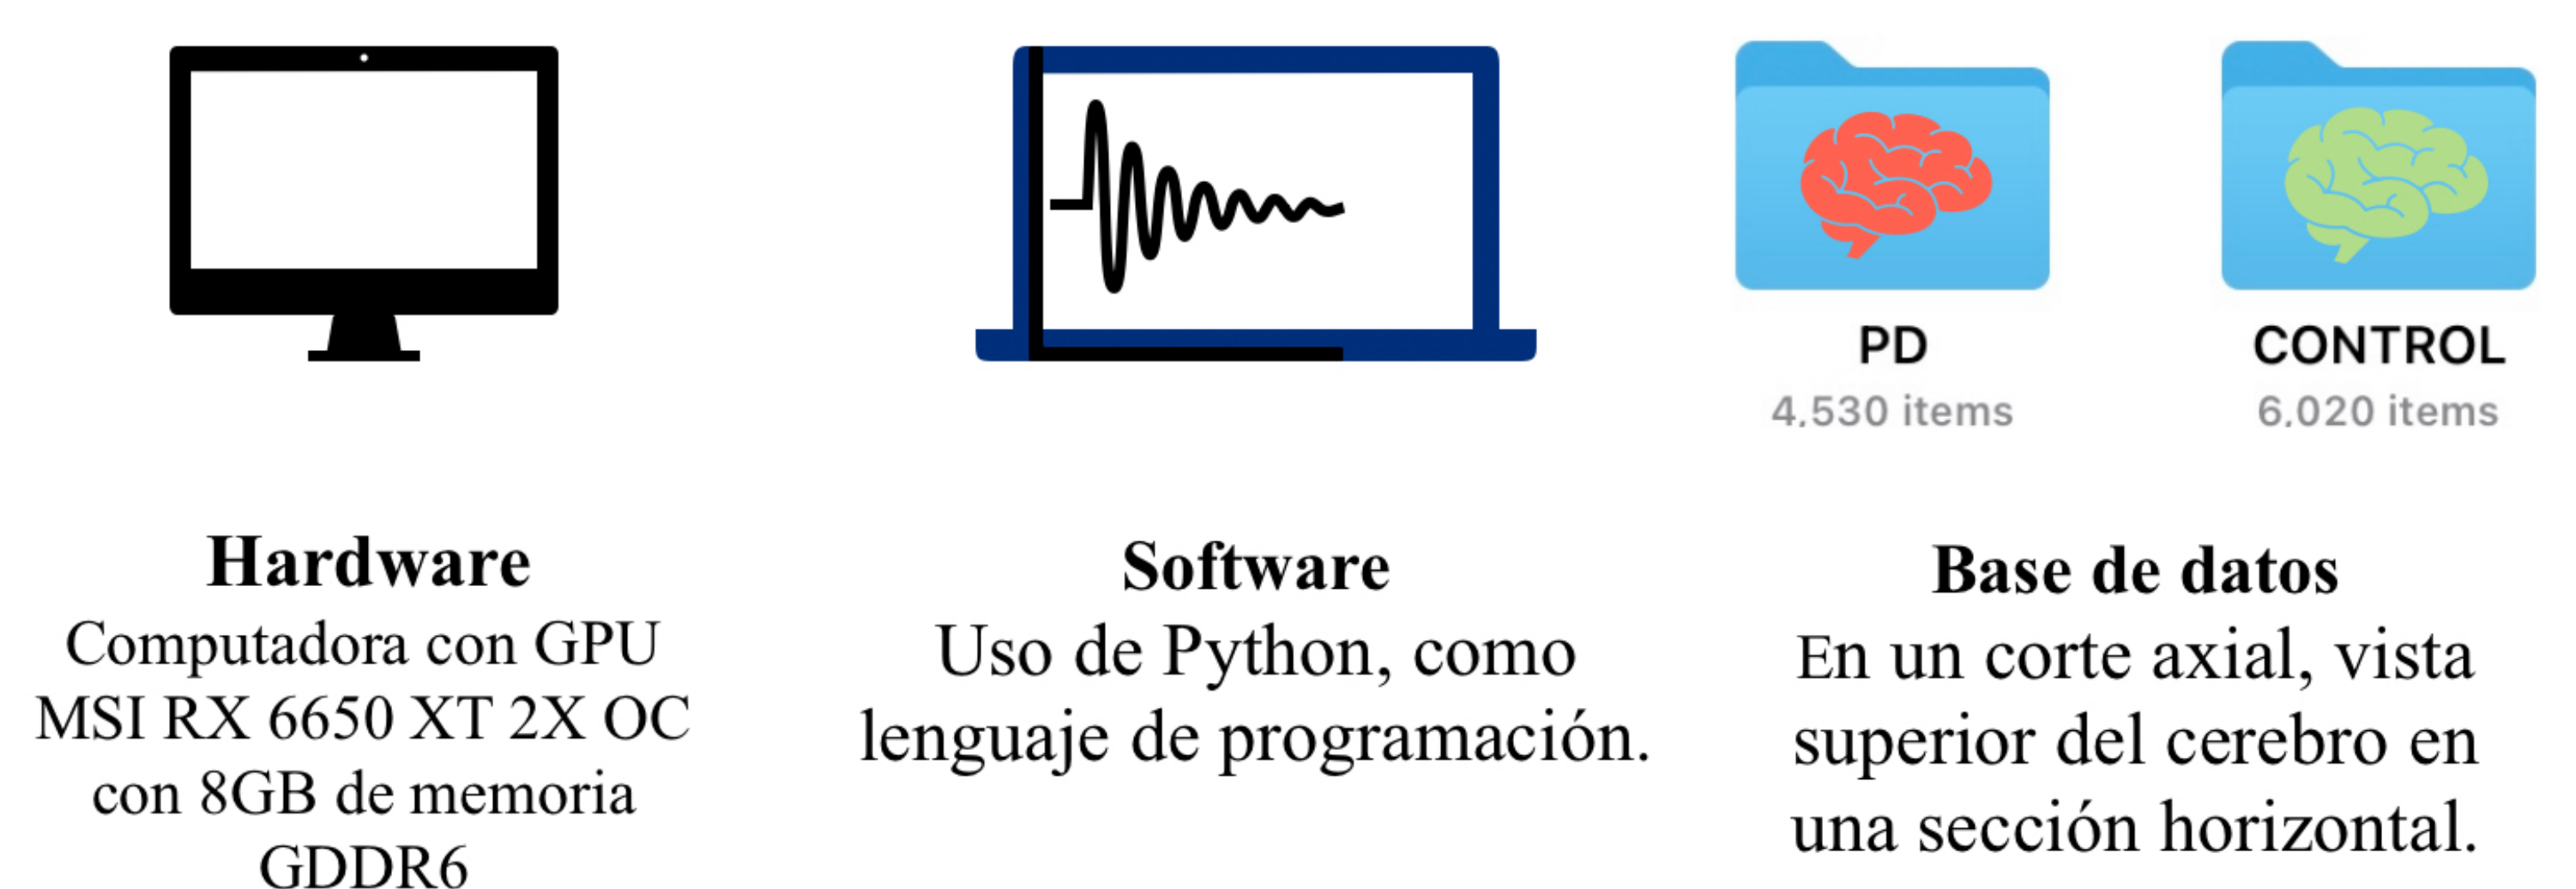 PD
4,530 items
CONTROL
6,020 items
Hardware
Computadora con GPU
MSI RX 6650 XT 2X OC
con 8GB de memoria
GDDR6
Software
Uso de Python, como
lenguaje de programación.
Base de datos
En un corte axial, vista
superior del cerebro en
una sección horizontal.